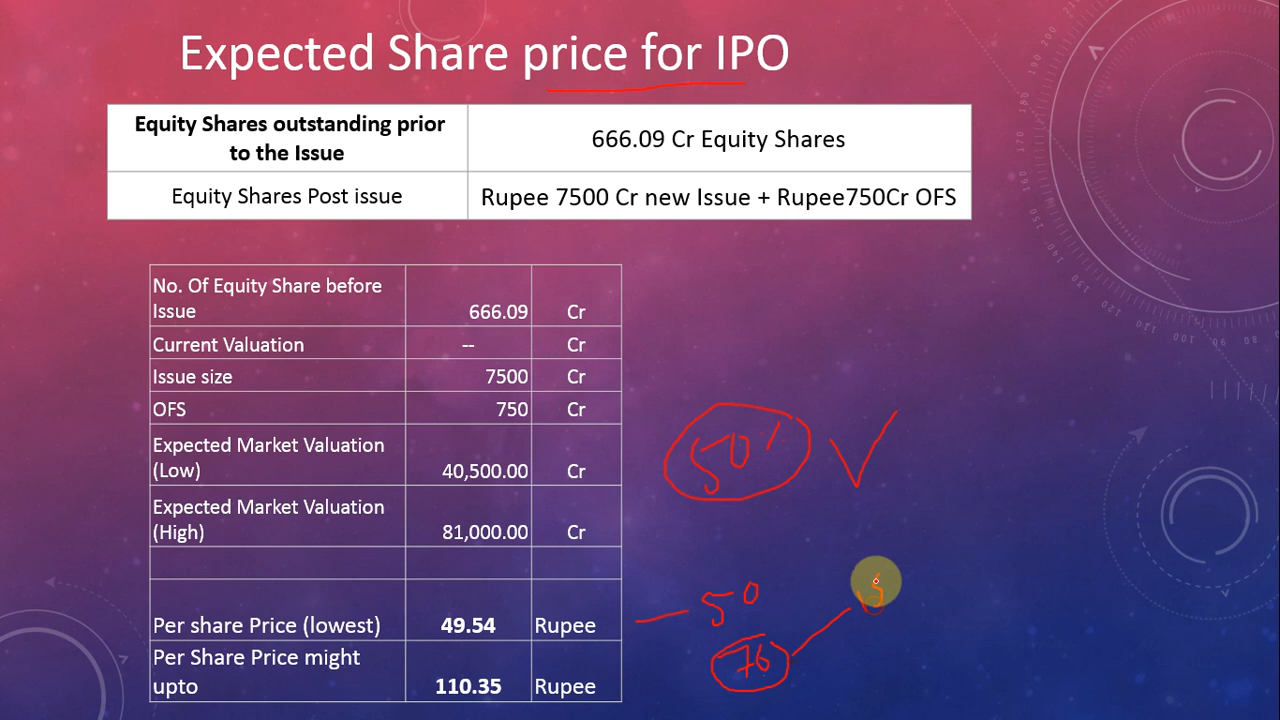 Expected Share price for IPO
Equity Shares outstanding prior
to the Issue
666.09 Cr Equity Shares
Equity Shares Post issue
Rupee 7500 Cr new Issue + Rupee750Cr OFS
No. Of Equity Share before
Issue
666.09
Cr
Current Valuation
--
Cr
Issue size
7500
Cr
OFS
750
Cr
Expected Market Valuation
(Low)
40,500.00
Cr
Expected Market Valuation
(High)
81,000.00
Cr
Per share Price (lowest)
49.54
Rupee
Per Share Price might
upto
110.35
Rupee
50
50
76